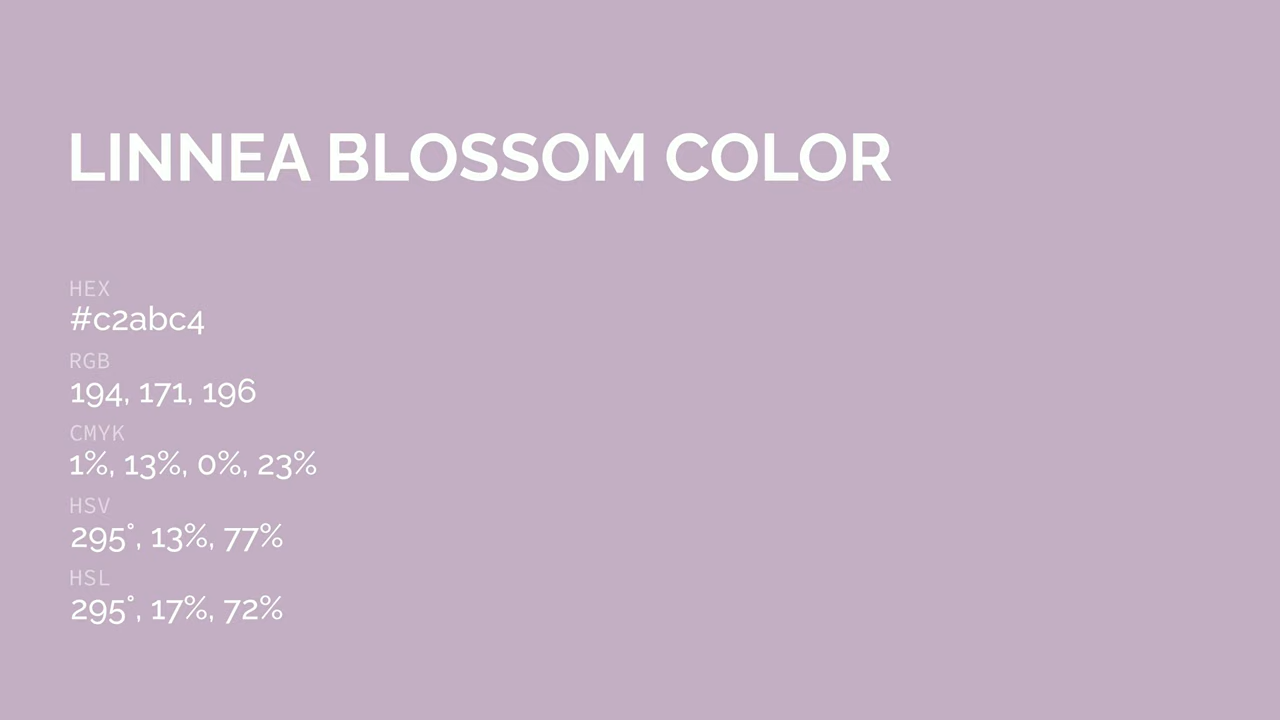 LINNEA BLOSSOM COLOR
HEX
#c2abc4
RGB
194, 171, 196
CMYK
1%, 13%, 0%, 23%
HSV
295°, 13%, 77%
HSL
295°, 17%, 72%